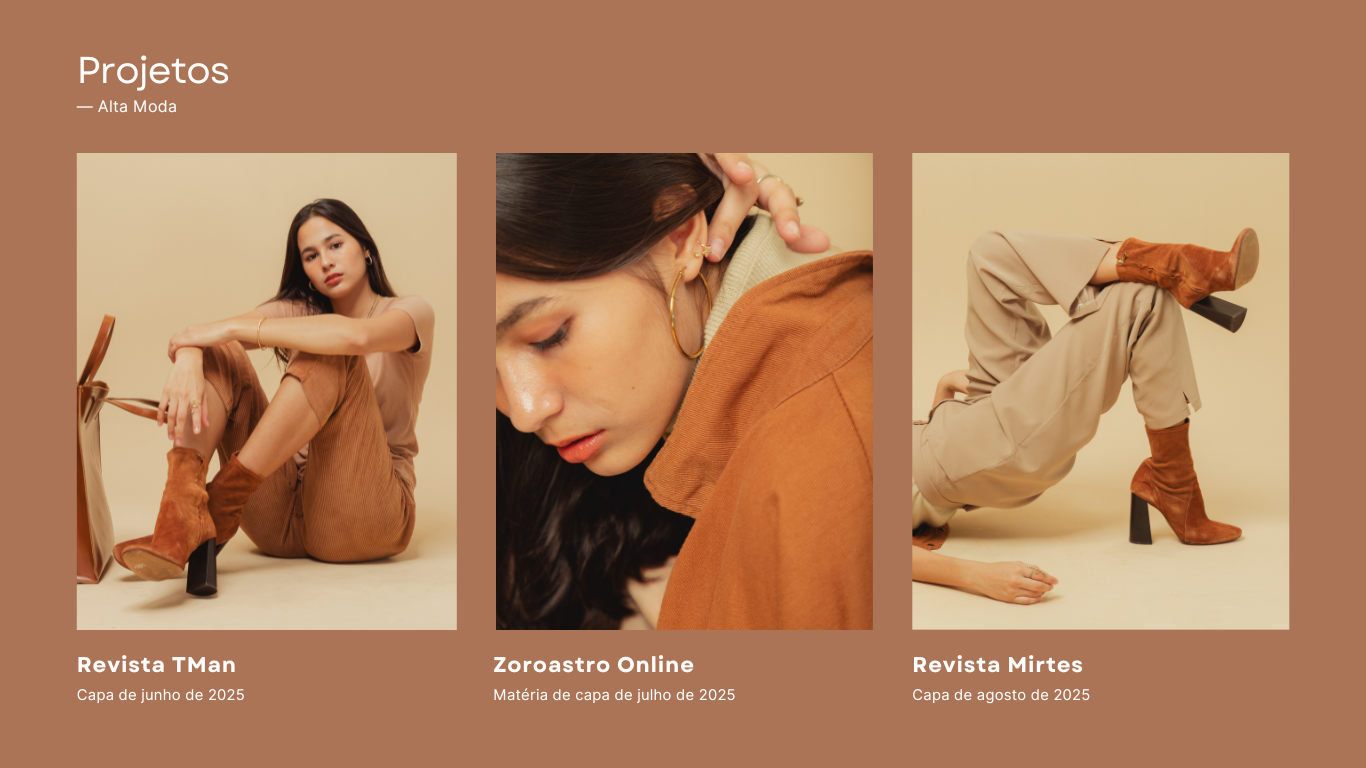 Projetos
— Alta Moda
Revista TMan
Capa de junho de 2025
Zoroastro Online
Matéria de capa de julho de 2025
Revista Mirtes
Capa de agosto de 2025